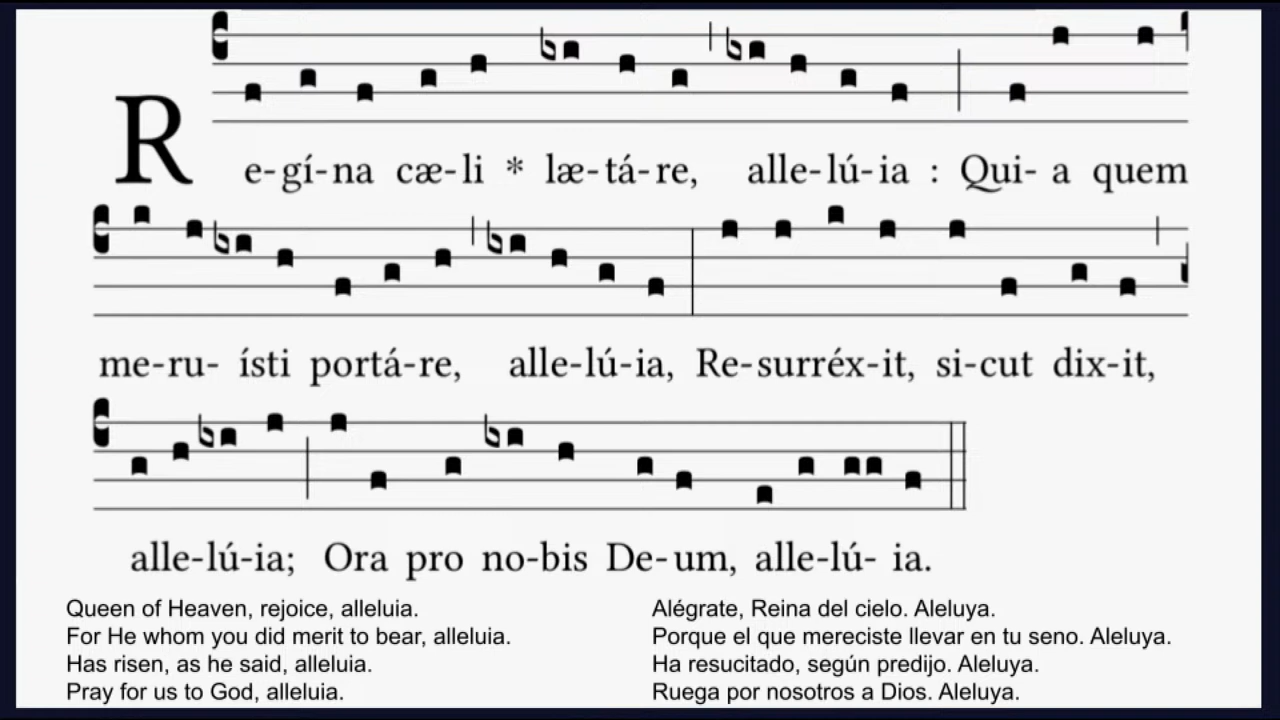 Re-gí-na cæ-li * læ-tá-re, alle-lú-ia : Qui- a quem
me-ru- ísti portá-re, alle-lú-ia, Re-surréx-it, si-cut dix-it,
alle-lú-ia; Ora pro no-bis De-um, alle-lú- ia.
Queen of Heaven, rejoice, alleluia.
For He whom you did merit to bear, alleluia.
Has risen, as he said, alleluia.
Pray for us to God, alleluia.
Alégrate, Reina del cielo. Aleluya.
Porque el que mereciste llevar en tu seno. Aleluya.
Ha resucitado, según predijo. Aleluya.
Ruega por nosotros a Dios. Aleluya.